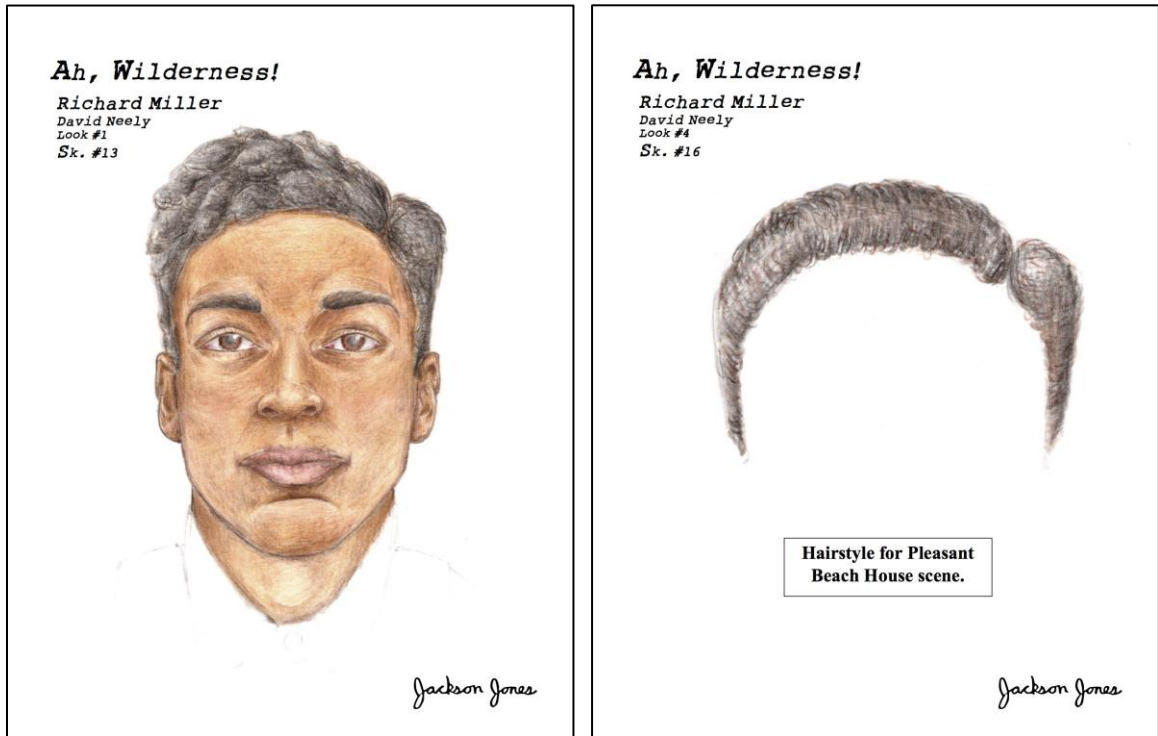 Ah, Wilderness!
Richard Miller
David Neely
Look #1
Sk. #13
Jackson Jones
Ah, Wilderness!
Richard Miller
David Neely
Look #4
Sk. #16
Hairstyle for Pleasant
Beach House scene.
Jackson Jones